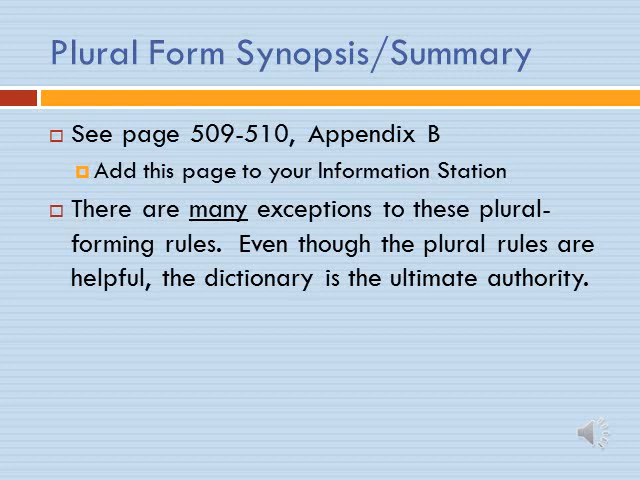 Plural Form Synopsis/Summary
See page 509-510, Appendix B
Add this page to your Information Station
There are many exceptions to these plural-
forming rules. Even though the plural rules are
helpful, the dictionary is the ultimate authority.